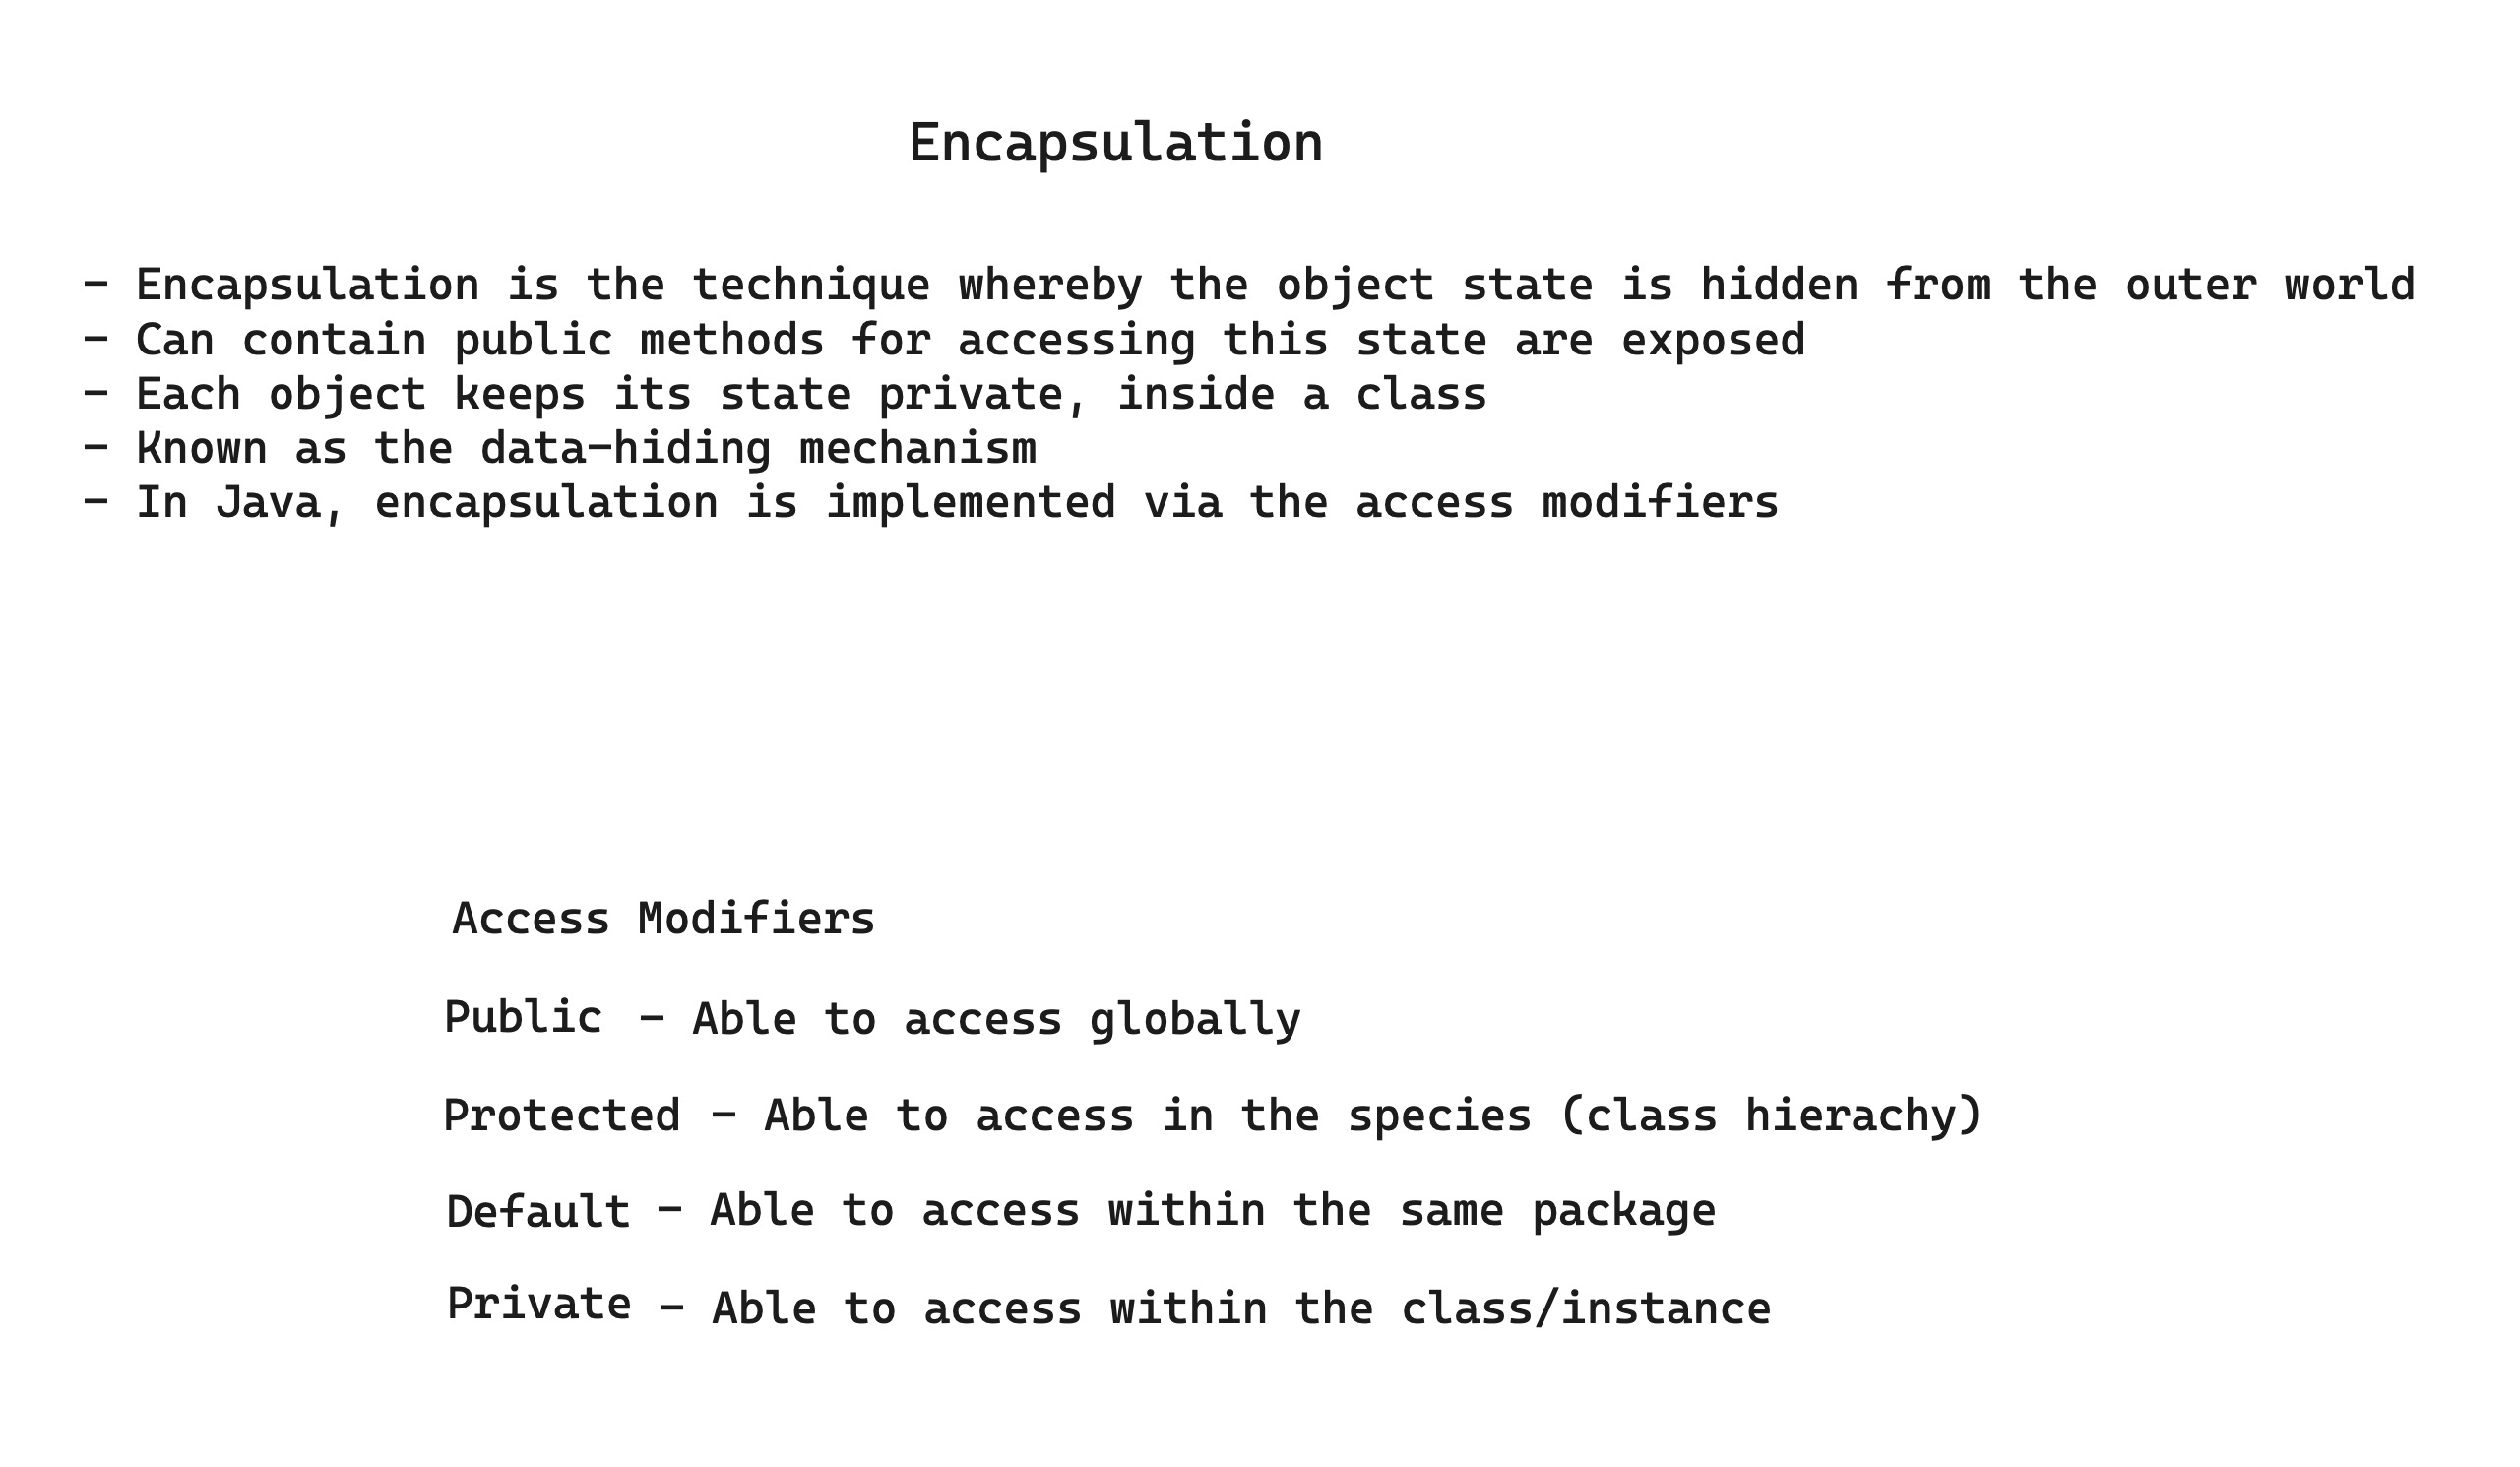 Encapsulation
- Encapsulation is the technique whereby the object state is hidden from the outer world
- Can contain public methods for accessing this state are exposed
- Each object keeps its state private, inside a class
- Known as the data-hiding mechanism
- In Java, encapsulation is implemented via the access modifiers
Access Modifiers
Public - Able to access globally
Protected - Able to access in the species (class hierachy)
Default - Able to access within the same package
Private - Able to access within the class/instance